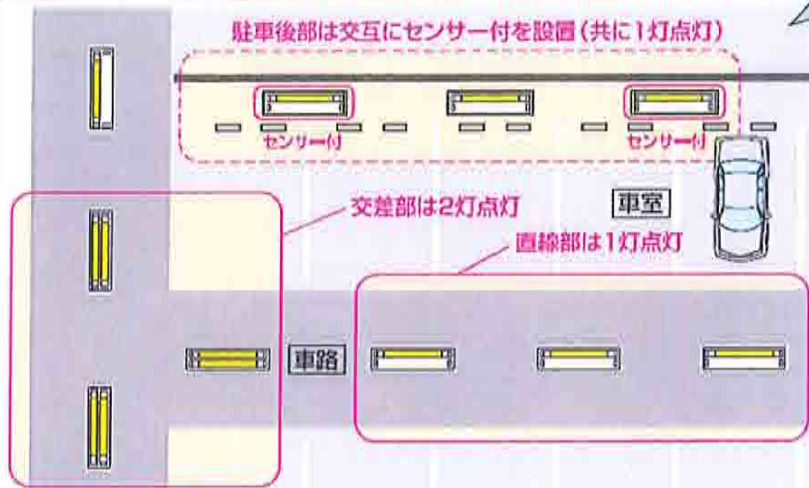 駐車後部は交互にセンサー付を設置(共に1灯点灯)
センサー付
センサー付
交差部は2灯点灯
車室
直線部は1灯点灯
車路